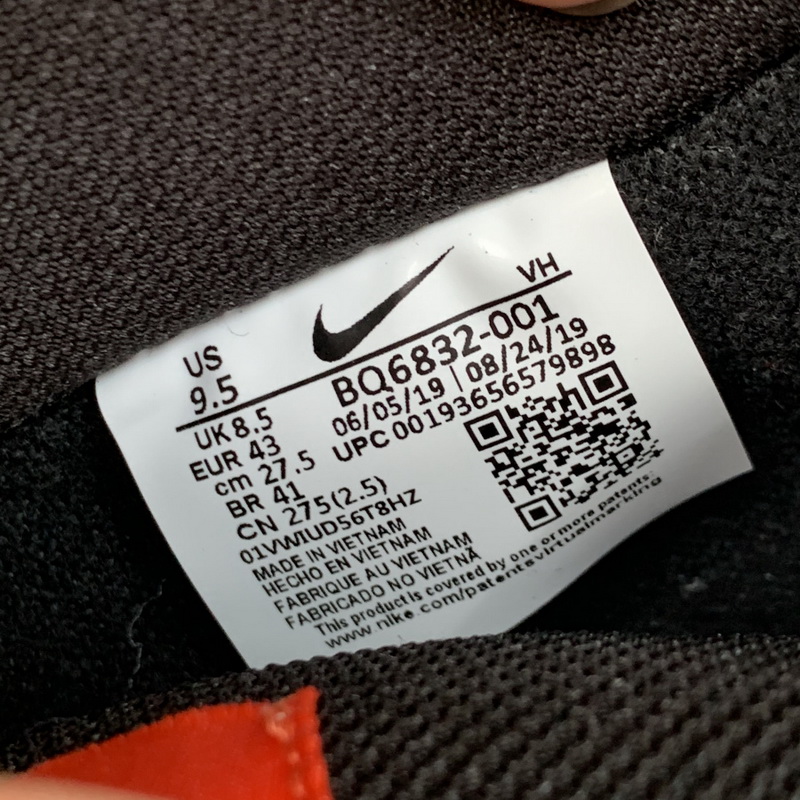 VH
US
9.5
BQ6832-001
06/05/19 | 08/24/19
UPC 00193656579898
UK 8.5
EUR 43
cm 27.5
BR 41
CN 275(2.5)
01VWIUD56T8HZ
MADE IN VIETNAM
HECHO EN VIETNAM
FABRIQUE AU VIETNAM
FABRICADO NO VIETNÃ
This product is covered by one or more patents:
www.nike.com/patentsvirtualmarking